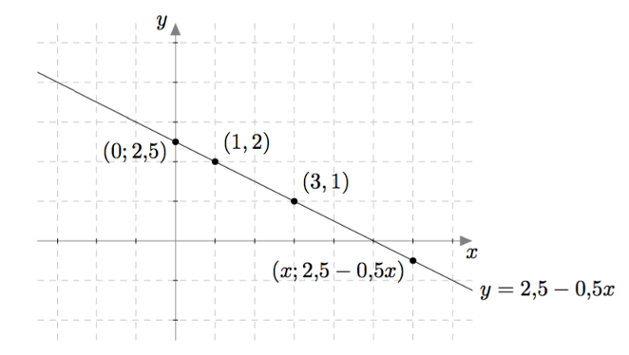 y
(1, 2)
(0; 2,5)
(3, 1)
x
(x; 2,5 − 0,5x)
y = 2,5 − 0,5x